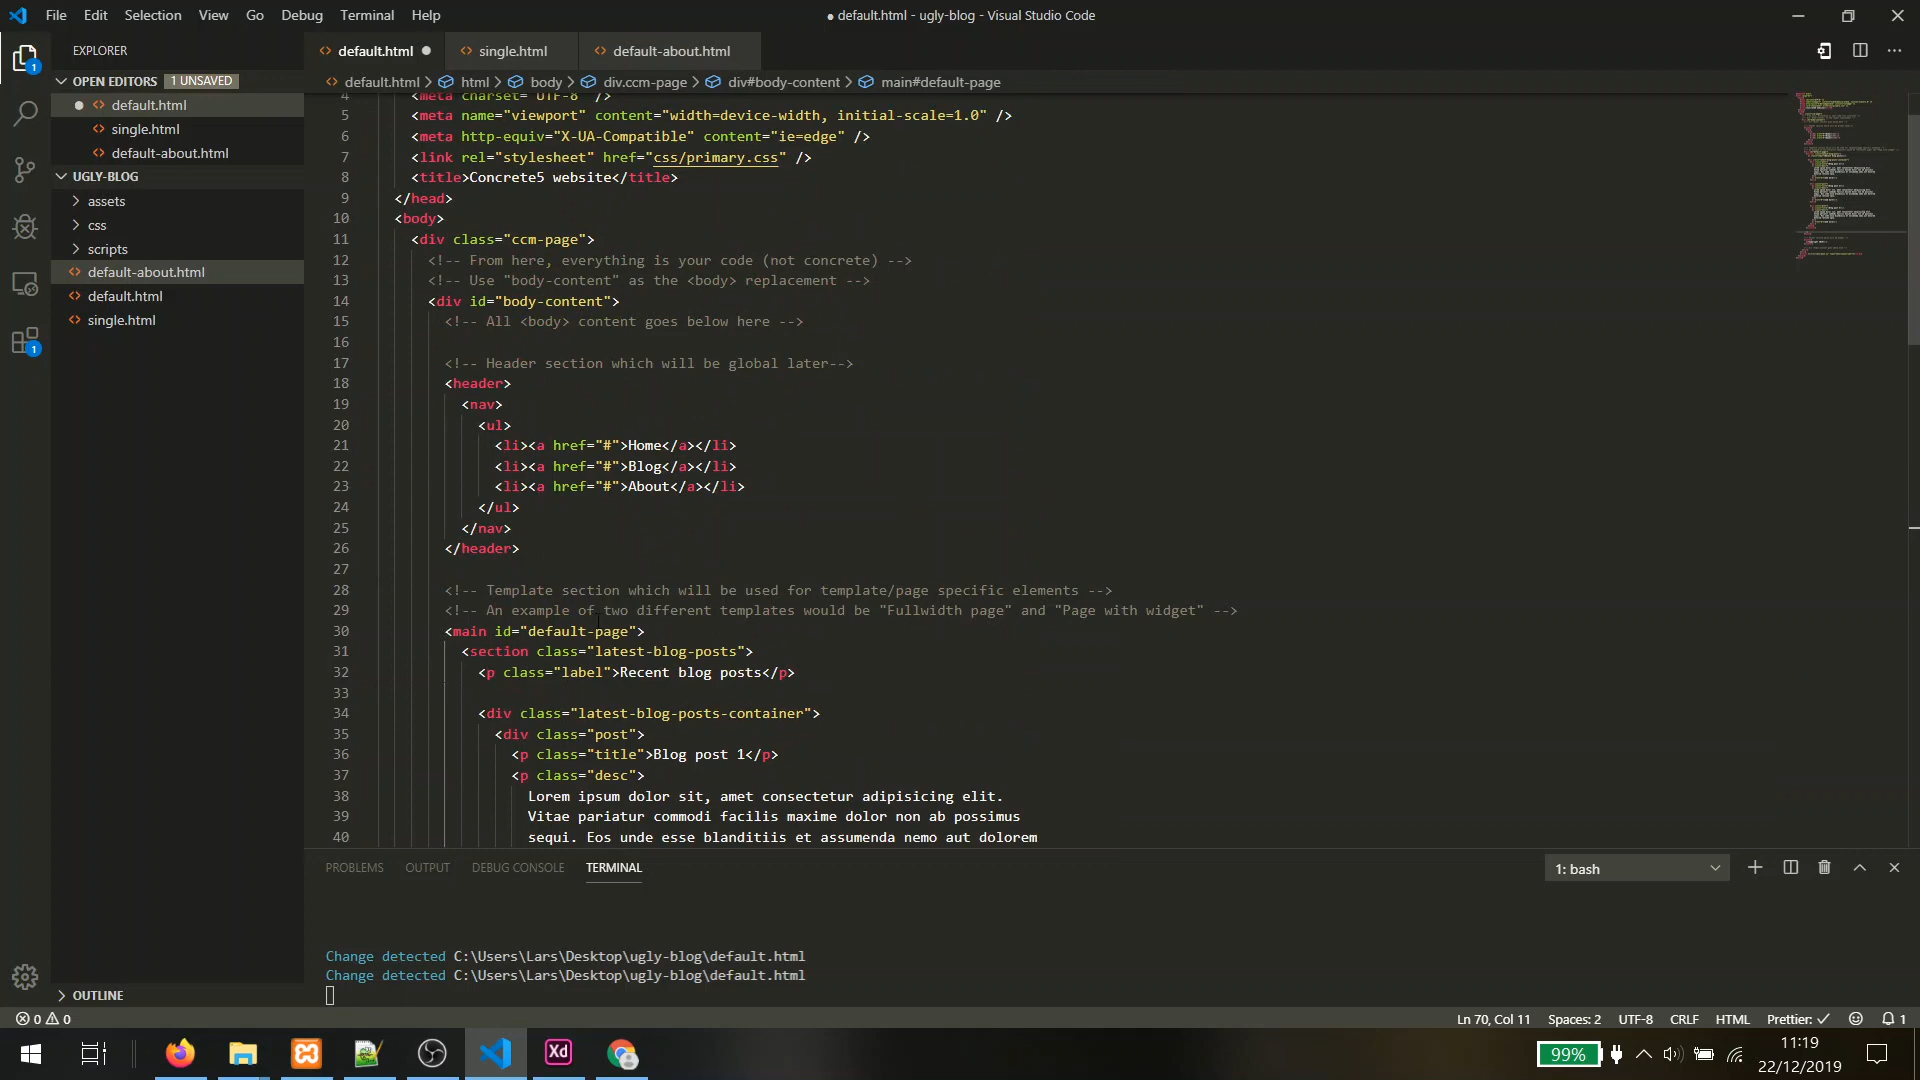 File Edit Selection View Go Debug Terminal Help
● default.html - ugly-blog - Visual Studio Code
EXPLORER
default.html
single.html
default-about.html
OPEN EDITORS 1 UNSAVED
default.html
single.html
default-about.html
UGLY-BLOG
assets
css
scripts
default-about.html
default.html
single.html
OUTLINE
1
1
default.html > html > body > div.ccm-page > div#body-content > main#default-page
4 <meta charset="UTF-8" />
5 <meta name="viewport" content="width=device-width, initial-scale=1.0" />
6 <meta http-equiv="X-UA-Compatible" content="ie=edge" />
7 <link rel="stylesheet" href="css/primary.css" />
8 <title>Concrete5 website</title>
9 </head>
10 <body>
11 <div class="ccm-page">
12 <!-- From here, everything is your code (not concrete) -->
13 <!-- Use "body-content" as the <body> replacement -->
14 <div id="body-content">
15 <!-- All <body> content goes below here -->
16
17 <!-- Header section which will be global later-->
18 <header>
19 <nav>
20 <ul>
21 <li><a href="#">Home</a></li>
22 <li><a href="#">Blog</a></li>
23 <li><a href="#">About</a></li>
24 </ul>
25 </nav>
26 </header>
27
28 <!-- Template section which will be used for template/page specific elements -->
29 <!-- An example of two different templates would be "Fullwidth page" and "Page with widget" -->
30 <main id="default-page">
31 <section class="latest-blog-posts">
32 <p class="label">Recent blog posts</p>
33
34 <div class="latest-blog-posts-container">
35 <div class="post">
36 <p class="title">Blog post 1</p>
37 <p class="desc">
38 Lorem ipsum dolor sit, amet consectetur adipisicing elit.
39 Vitae pariatur commodi facilis maxime dolor non ab possimus
40 sequi. Eos unde esse blanditiis et assumenda nemo aut dolorem
PROBLEMS OUTPUT DEBUG CONSOLE TERMINAL
1: bash
Change detected C:\Users\Lars\Desktop\ugly-blog\default.html
Change detected C:\Users\Lars\Desktop\ugly-blog\default.html
0 0
Ln 70, Col 11 Spaces: 2 UTF-8 CRLF HTML Prettier: ✓ 1
Xd
99%
11:19
22/12/2019